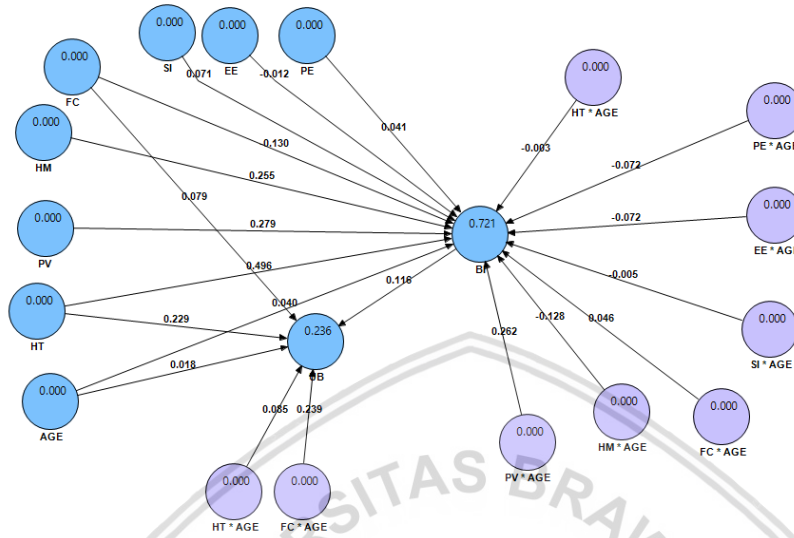 0.000
SI
0.000
EE
0.000
PE
0.000
FC
0.000
HM
0.000
PV
0.000
HT
0.000
AGE
0.071
-0.012
0.041
0.130
0.255
0.079
0.279
0.496
0.040
0.229
0.018
0.116
0.721
BI
0.236
UB
0.085
0.239
0.000
HT * AGE
0.000
FC * AGE
0.000
HT * AGE
-0.003
0.000
PE * AGE
-0.072
0.000
EE * AGE
-0.072
0.000
SI * AGE
-0.005
0.000
FC * AGE
0.046
0.000
HM * AGE
-0.128
0.000
PV * AGE
0.262
SITAS BRAW